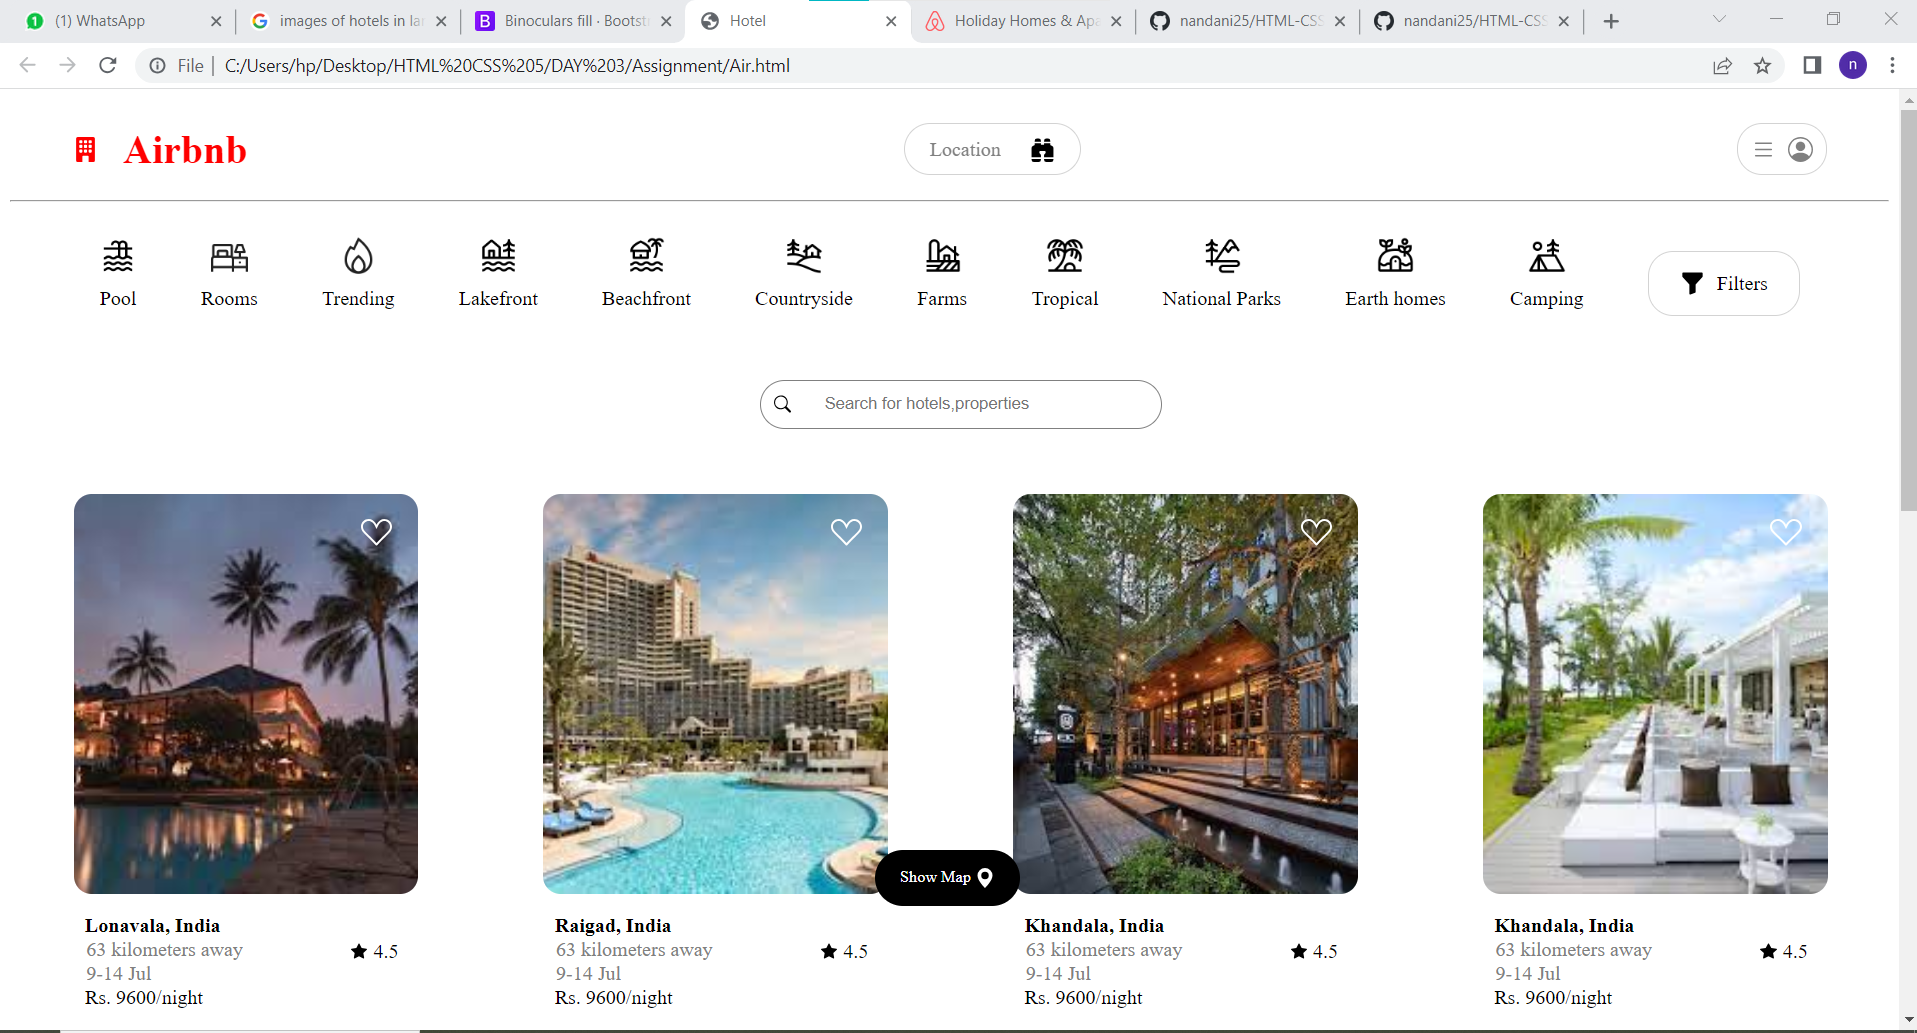 (1) WhatsApp
images of hotels in la
Binoculars fill · Bootst
Hotel
Holiday Homes & Apa
nandani25/HTML-CSS
nandani25/HTML-CSS
File | C:/Users/hp/Desktop/HTML%20CSS%205/DAY%203/Assignment/Air.html
n
Airbnb
Location
Pool
Rooms
Trending
Lakefront
Beachfront
Countryside
Farms
Tropical
National Parks
Earth homes
Camping
Filters
Search for hotels,properties
Show Map
Lonavala, India
63 kilometers away
4.5
9-14 Jul
Rs. 9600/night
Raigad, India
63 kilometers away
4.5
9-14 Jul
Rs. 9600/night
Khandala, India
63 kilometers away
4.5
9-14 Jul
Rs. 9600/night
Khandala, India
63 kilometers away
4.5
9-14 Jul
Rs. 9600/night